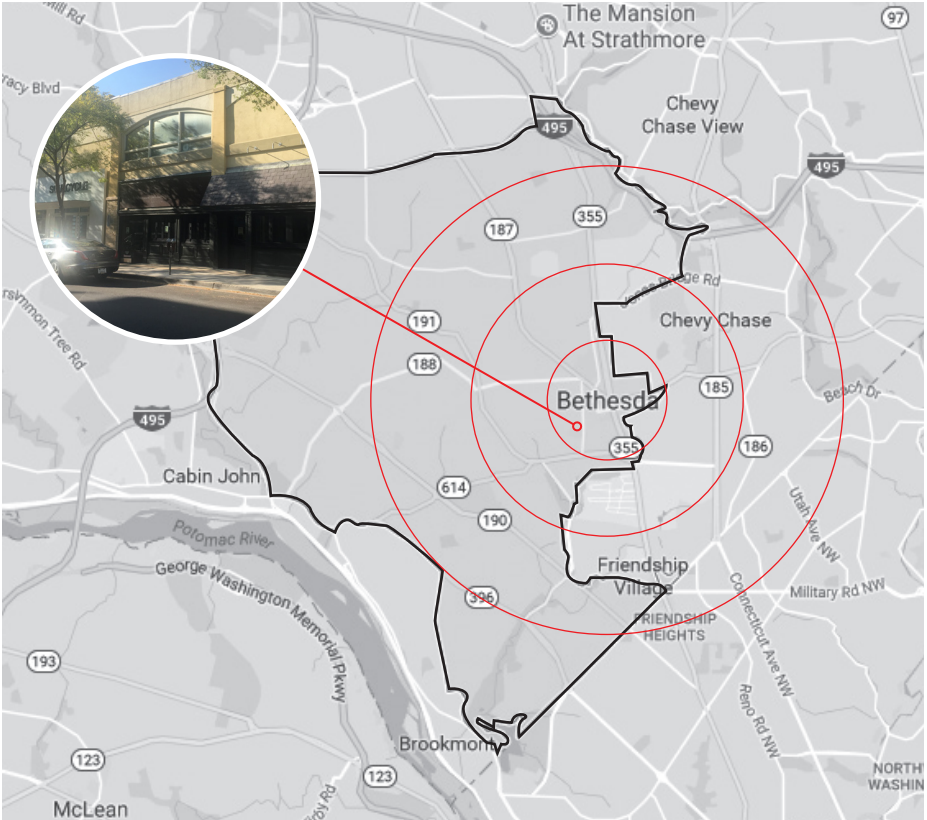 Mill Rd
The Mansion
At Strathmore
97
racy Blvd
Chevy
Chase View
495
495
187
355
Jones Bridge Rd
191
Chevy Chase
188
185
Beach Dr
Bethesda
495
355
186
Cabin John
614
190
Utah Ave NW
Potomac River
George Washington Memorial Pkwy
Friendship
Village
Military Rd NW
396
FRIENDSHIP
HEIGHTS
Connecticut Ave NW
193
Reno Rd NW
Brookmont
123
123
NORTH
WASHIN
McLean